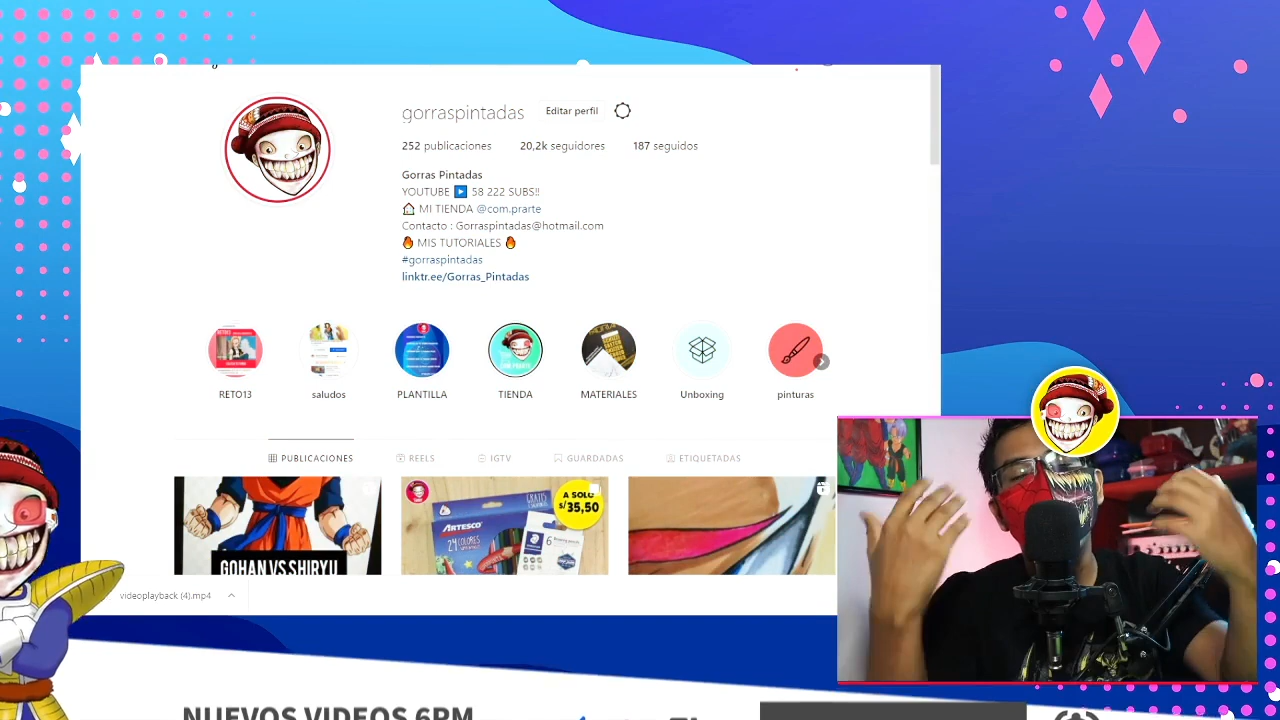 gorraspintadas Editar perfil
252 publicaciones 20,2k seguidores 187 seguidos
Gorras Pintadas
YOUTUBE ▶ 58 222 SUBS!!
MI TIENDA @com.prarte
Contacto : Gorraspintadas@hotmail.com
🔥 MIS TUTORIALES 🔥
#gorraspintadas
linktr.ee/Gorras_Pintadas
RETO13 saludos PLANTILLA TIENDA MATERIALES Unboxing pinturas
PUBLICACIONES REELS IGTV GUARDADAS ETIQUETADAS
GOHAN VS SHIRYU
ARTESCO
24 COLORES
GRATIS
A SOLO
S/35,50
STAEDTLER
videoplayback (4).mp4
NUEVOS VIDEOS 6PM